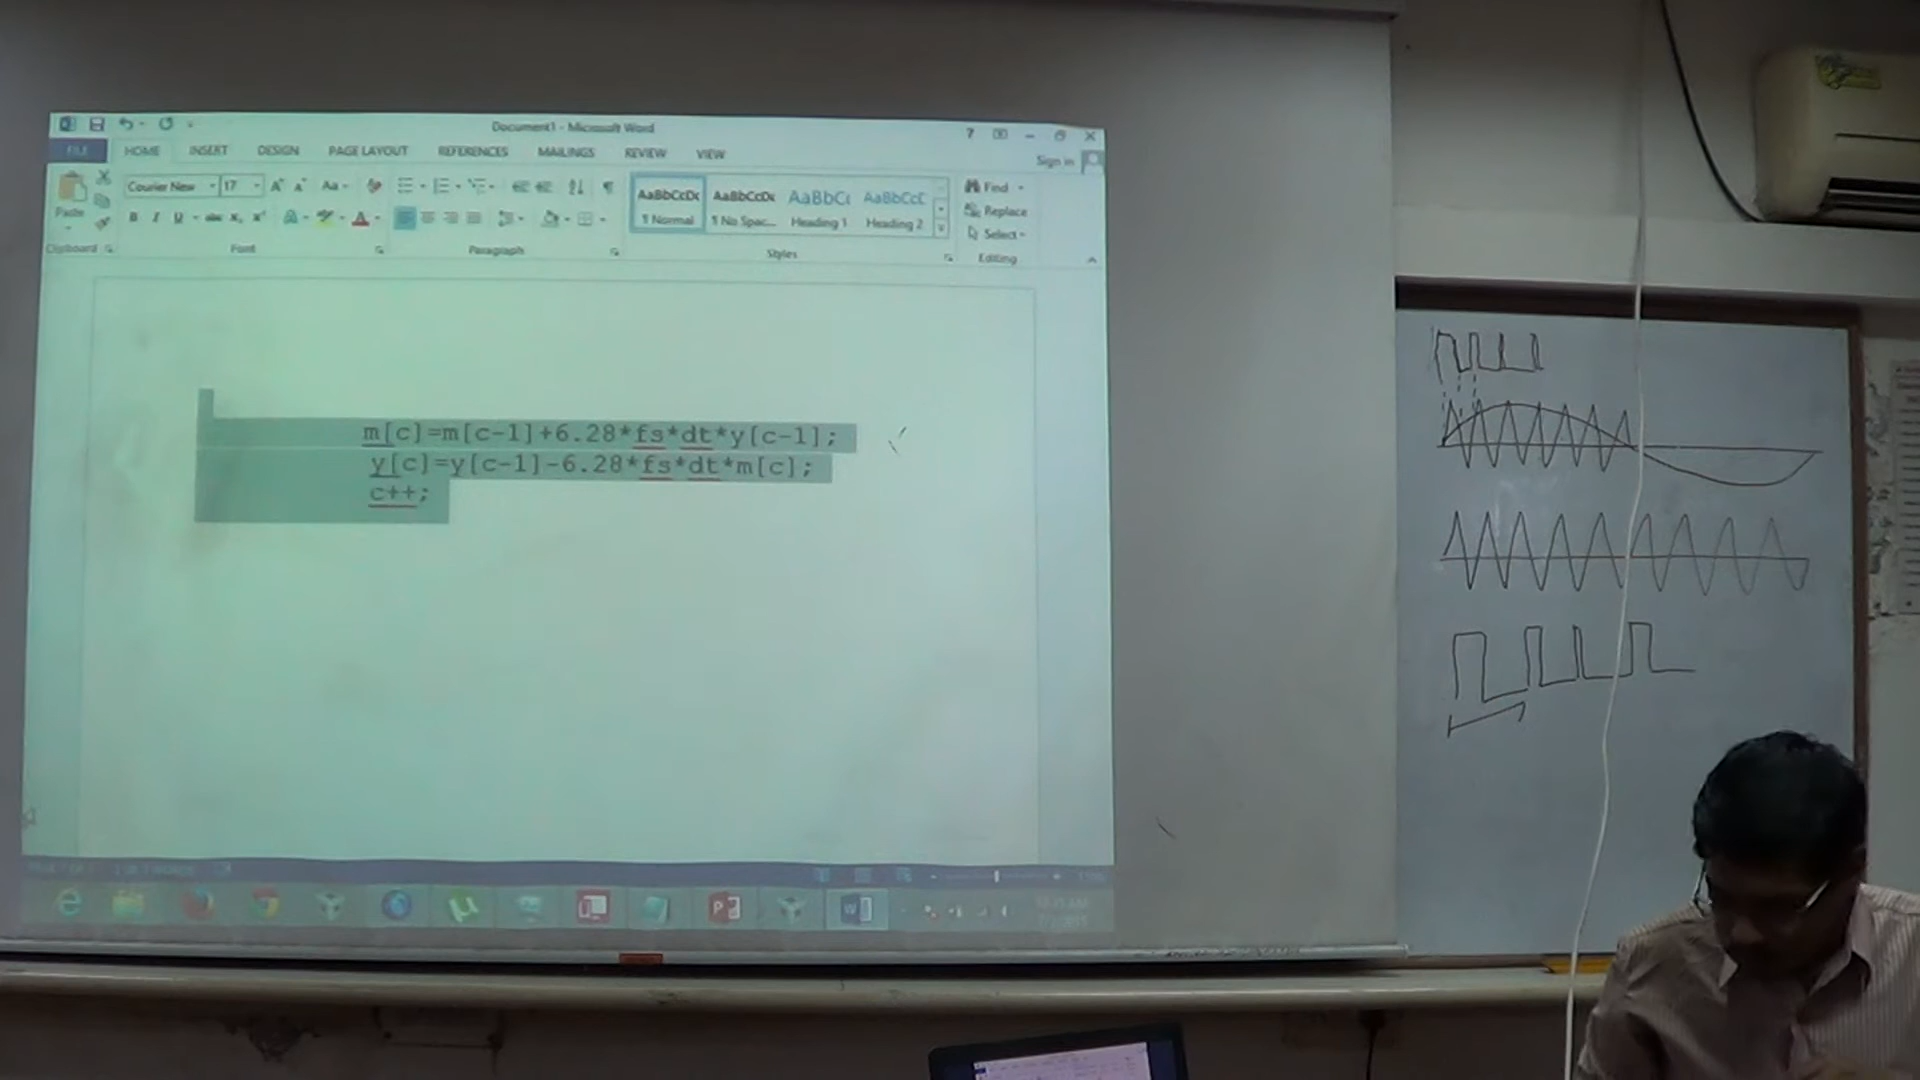 Document1 - Microsoft Word
FILE HOME INSERT DESIGN PAGE LAYOUT REFERENCES MAILINGS REVIEW VIEW
Sign in
Paste
Courier New 17
Aa
B I U abc
AaBbCcDc AaBbCcDc AaBbCc AaBbCcC
¶ Normal ¶ No Spac... Heading 1 Heading 2
Find
Replace
Select
Clipboard Font Paragraph Styles Editing
m[c]=m[c-1]+6.28*fs*dt*y[c-1];
y[c]=y[c-1]-6.28*fs*dt*m[c];
c++;